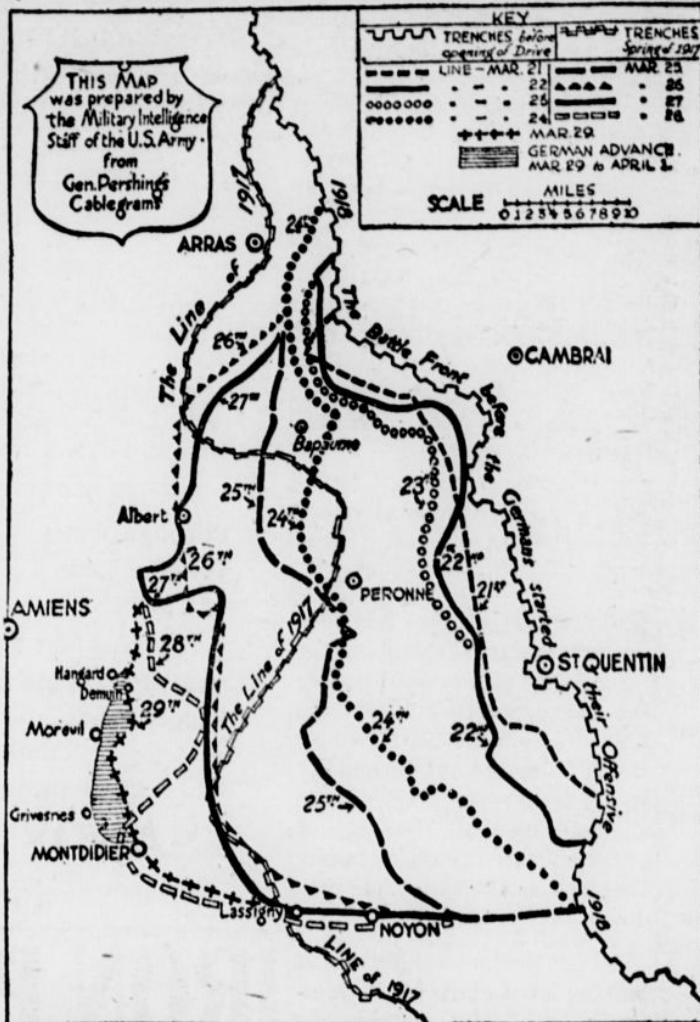 THIS MAP
was prepared by
the Military Intelligence
Staff of the U.S. Army.
from
Gen. Pershing's
Cablegrams
KEY
TRENCHES before
opening of Drive
TRENCHES
Spring of 1917
LINE - MAR. 21
MAR. 25
" - " 22
" 26
" - " 23
" 27
" - " 24
" 28
MAR. 29
GERMAN ADVANCE
MAR 29 to APRIL 1.
SCALE
MILES
0 1 2 3 4 5 6 7 8 9 10
1917
1918
24TH
ARRAS
The Line of
The Battle Front before the Germans started their Offensive
26TH
CAMBRAI
27TH
Bapaume
25TH
24TH
23RD
Albert
22ND
26TH
21ST
27TH
PERONNE
AMIENS
28TH
The Line of 1917
ST QUENTIN
Hangard
Demuin
29TH
Moreuil
24TH
22ND
25TH
Grivesnes
MONTDIDIER
1918
Lassigny
NOYON
LINE of 1917